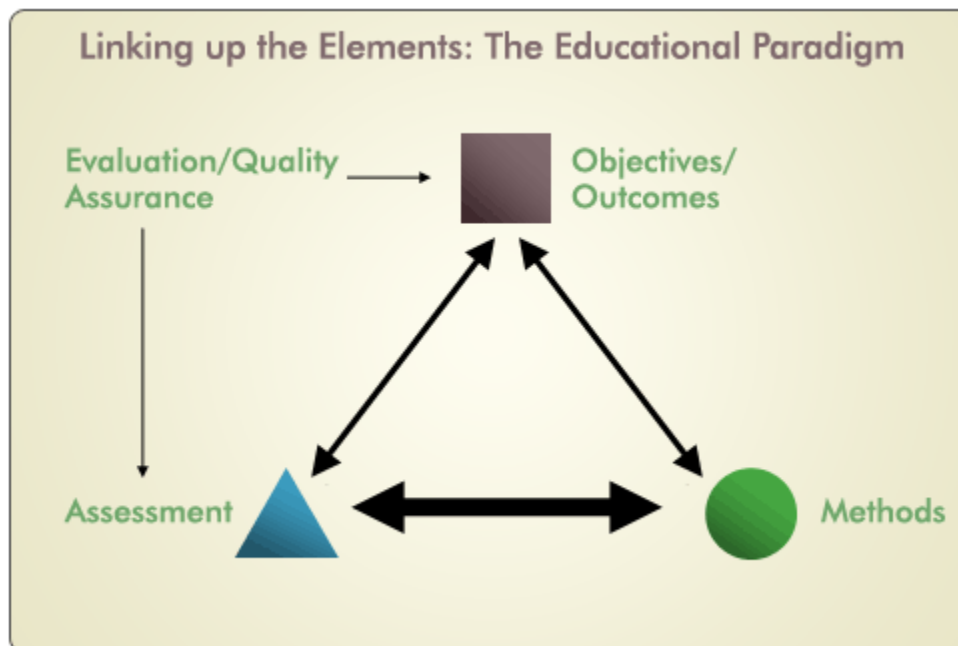 Linking up the Elements: The Educational Paradigm
Evaluation/Quality
Assurance
Objectives/
Outcomes
Assessment
Methods